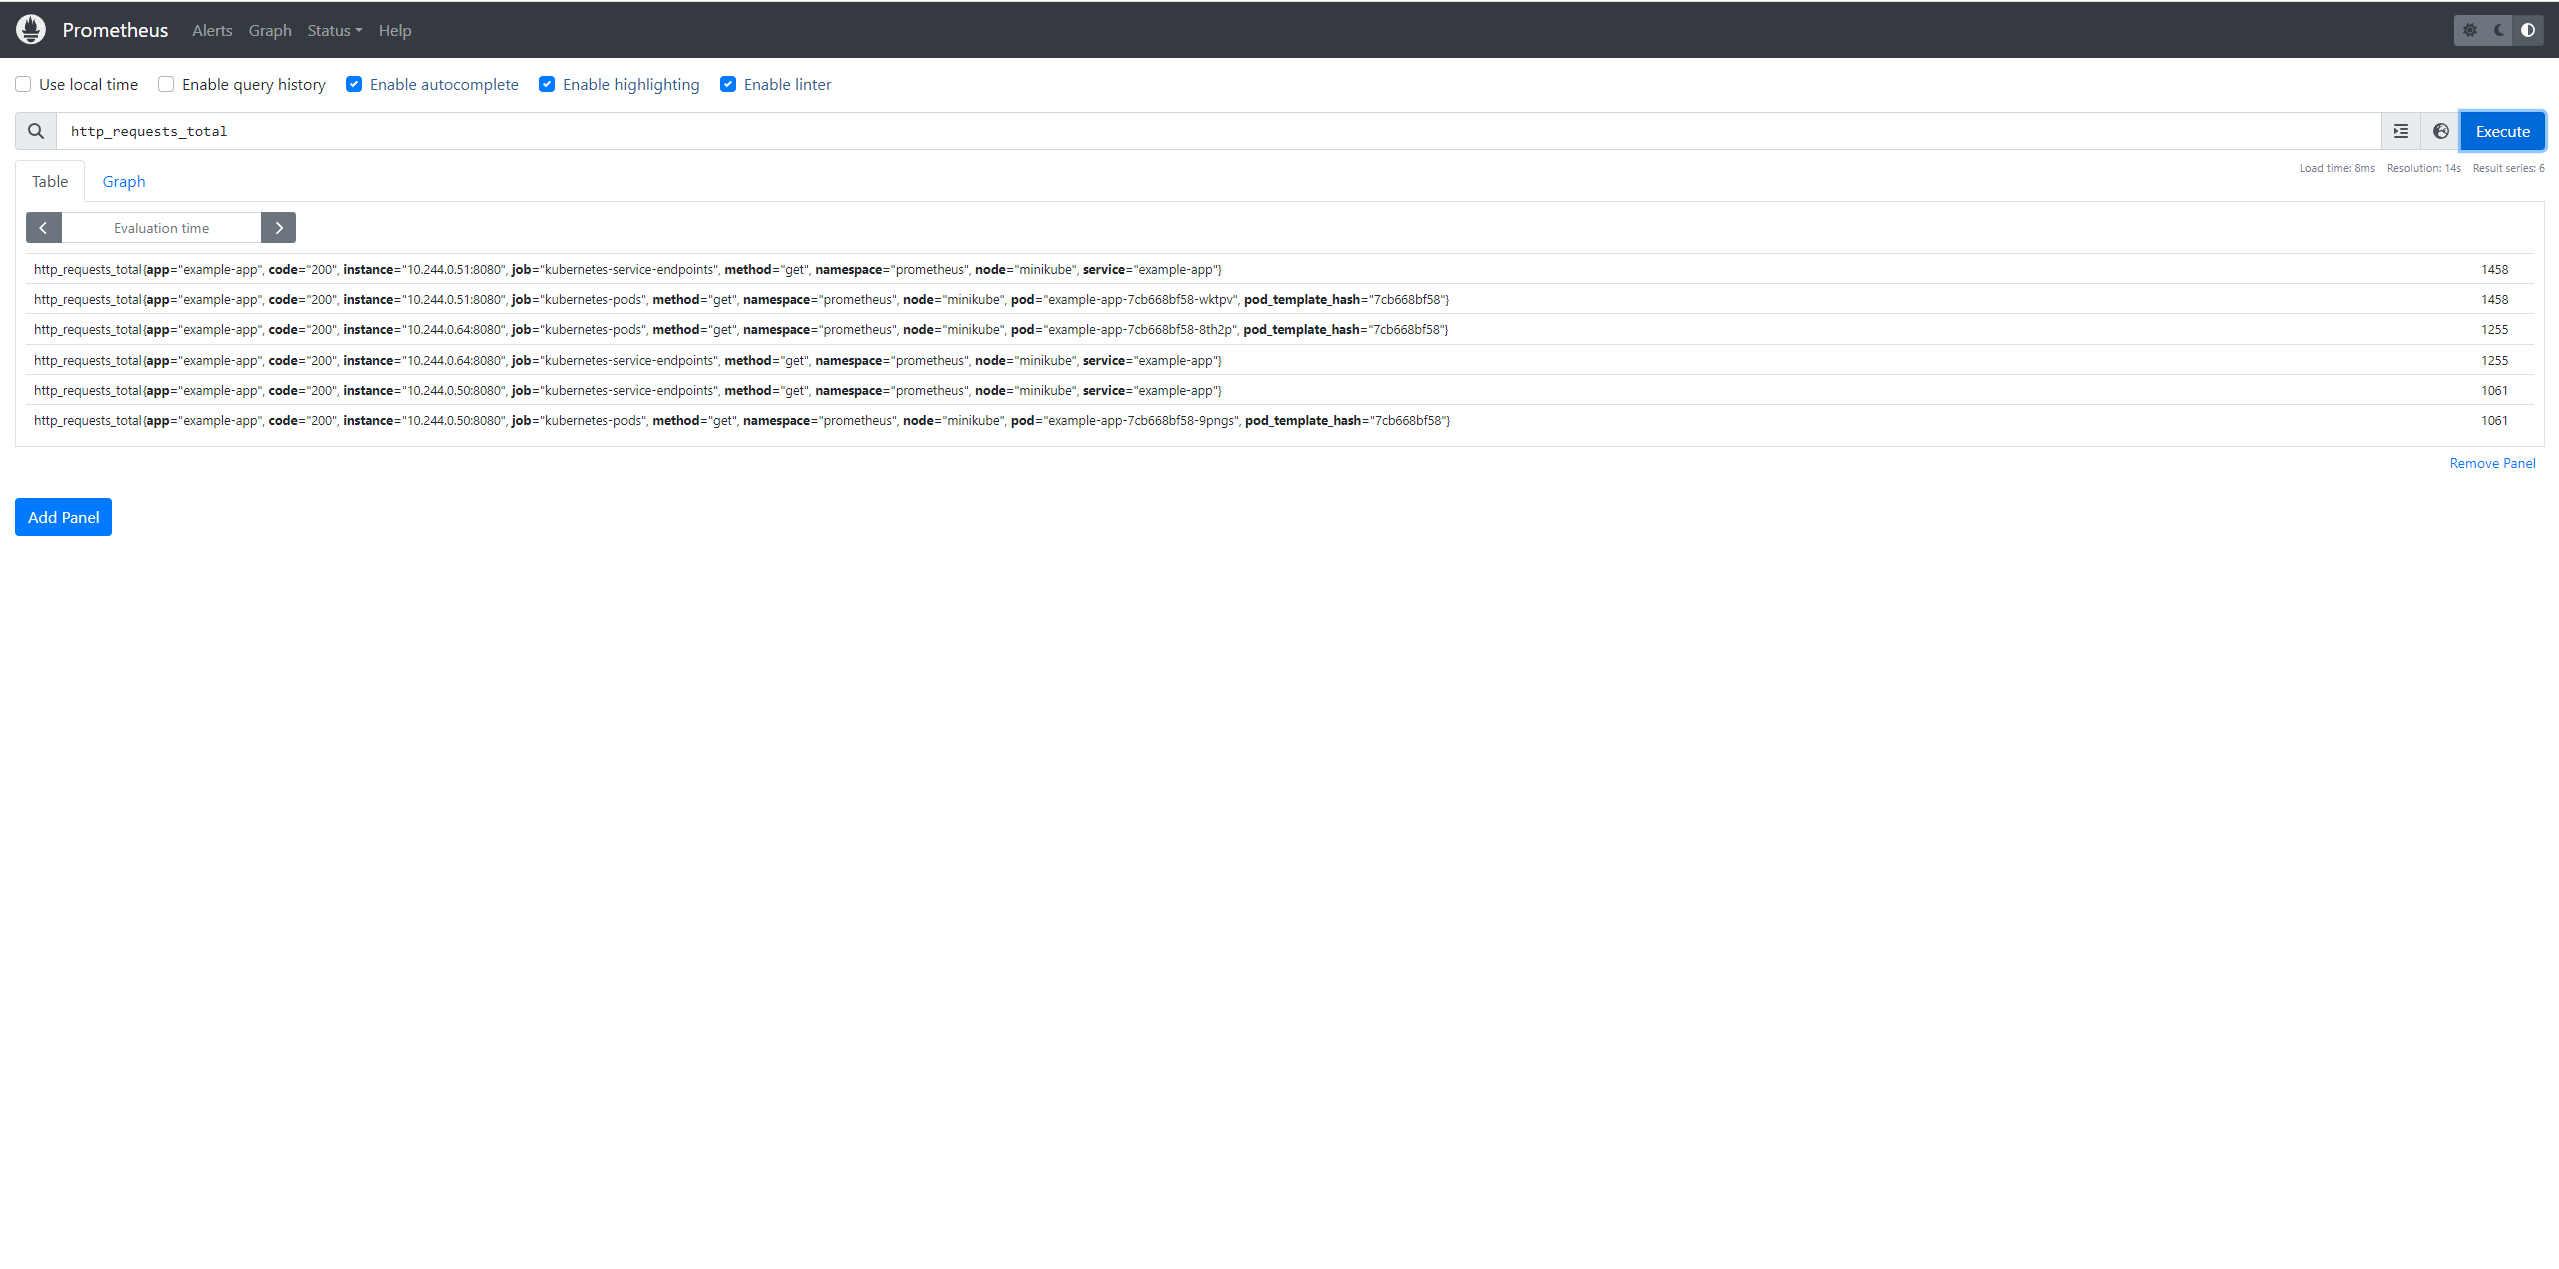 Prometheus Alerts Graph Status Help
Use local time Enable query history Enable autocomplete Enable highlighting Enable linter
http_requests_total Execute
Table Graph Load time: 8ms Resolution: 14s Result series: 6
Evaluation time
http_requests_total{app="example-app", code="200", instance="10.244.0.51:8080", job="kubernetes-service-endpoints", method="get", namespace="prometheus", node="minikube", service="example-app"} 1458
http_requests_total{app="example-app", code="200", instance="10.244.0.51:8080", job="kubernetes-pods", method="get", namespace="prometheus", node="minikube", pod="example-app-7cb668bf58-wktpv", pod_template_hash="7cb668bf58"} 1458
http_requests_total{app="example-app", code="200", instance="10.244.0.64:8080", job="kubernetes-pods", method="get", namespace="prometheus", node="minikube", pod="example-app-7cb668bf58-8th2p", pod_template_hash="7cb668bf58"} 1255
http_requests_total{app="example-app", code="200", instance="10.244.0.64:8080", job="kubernetes-service-endpoints", method="get", namespace="prometheus", node="minikube", service="example-app"} 1255
http_requests_total{app="example-app", code="200", instance="10.244.0.50:8080", job="kubernetes-service-endpoints", method="get", namespace="prometheus", node="minikube", service="example-app"} 1061
http_requests_total{app="example-app", code="200", instance="10.244.0.50:8080", job="kubernetes-pods", method="get", namespace="prometheus", node="minikube", pod="example-app-7cb668bf58-9pngs", pod_template_hash="7cb668bf58"} 1061
Remove Panel
Add Panel